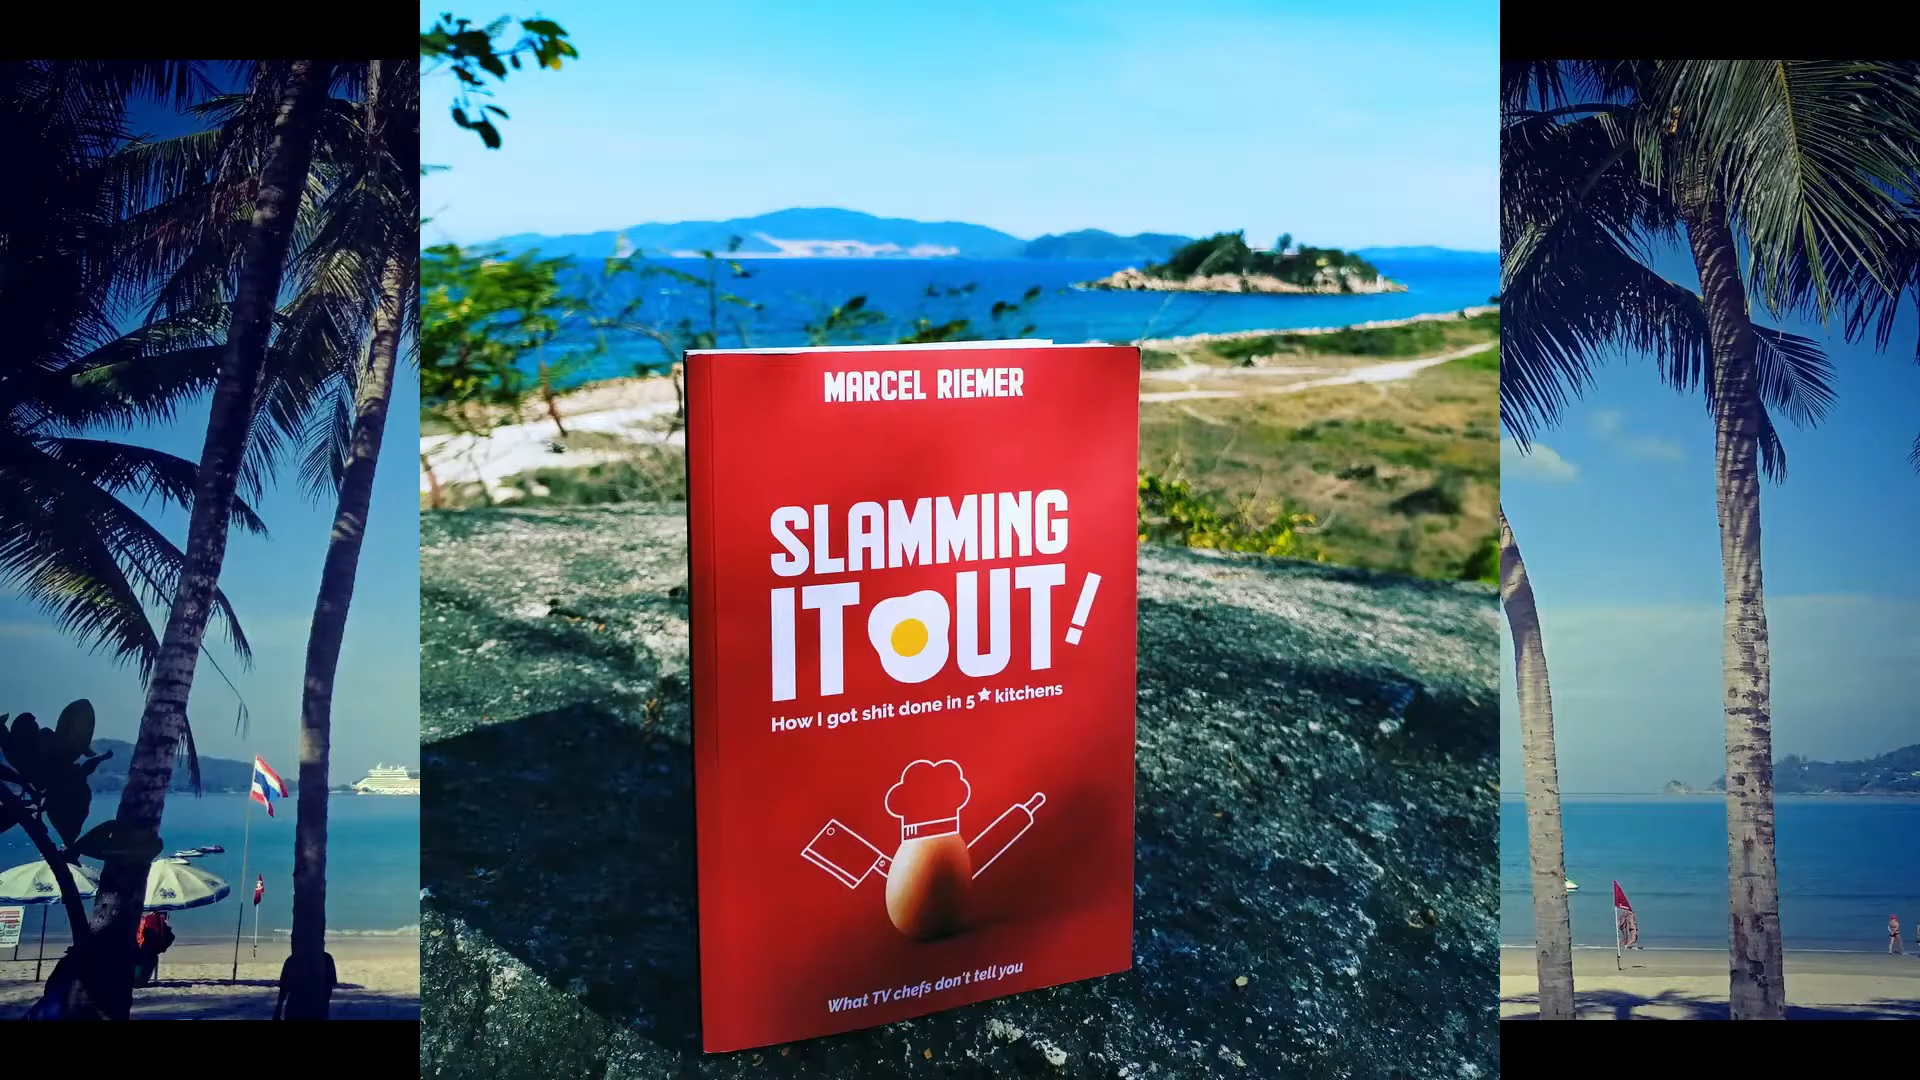 MARCEL RIEMER
SLAMMING
IT OUT!
How I got shit done in 5★ kitchens
What TV chefs don't tell you